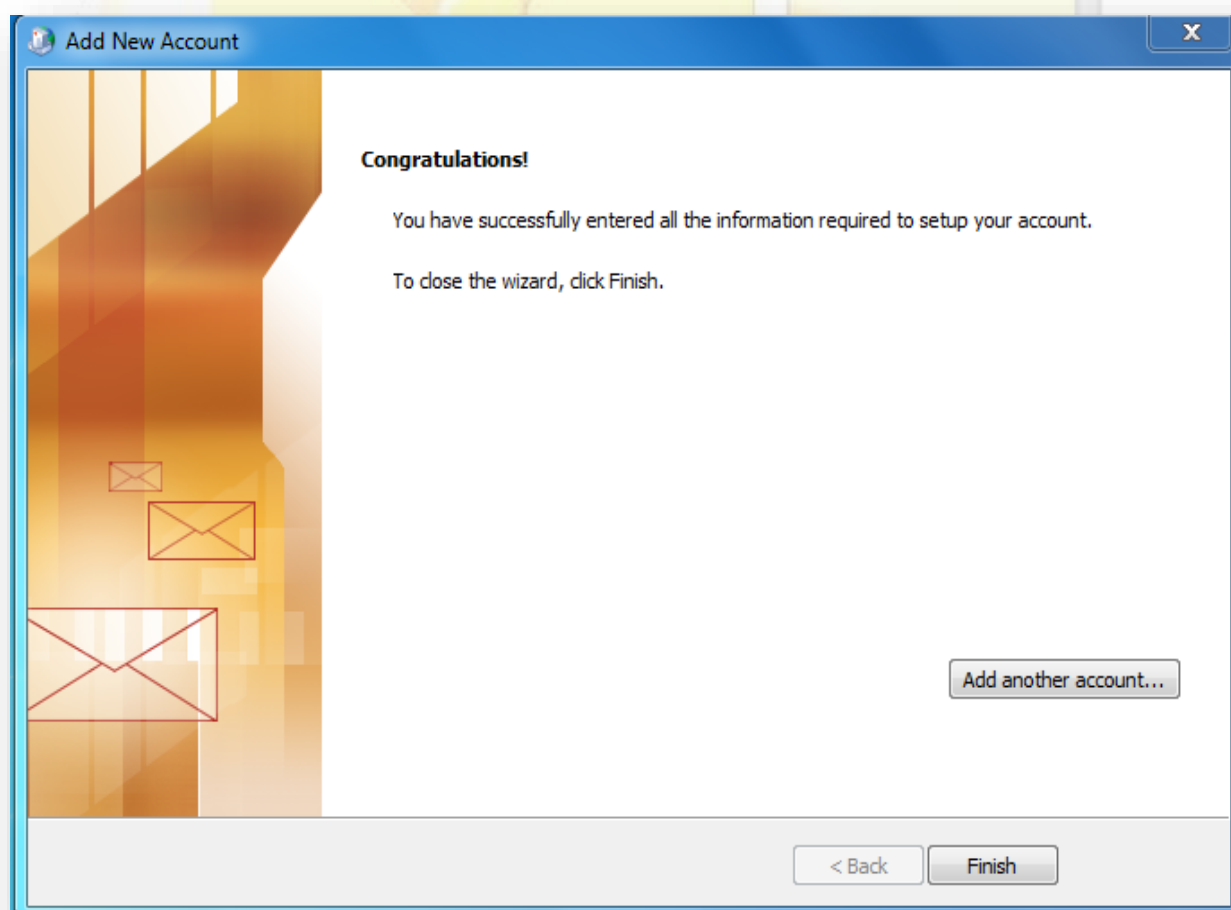 Add New Account
X
Congratulations!
You have successfully entered all the information required to setup your account.
To close the wizard, click Finish.
Add another account...
< Back
Finish